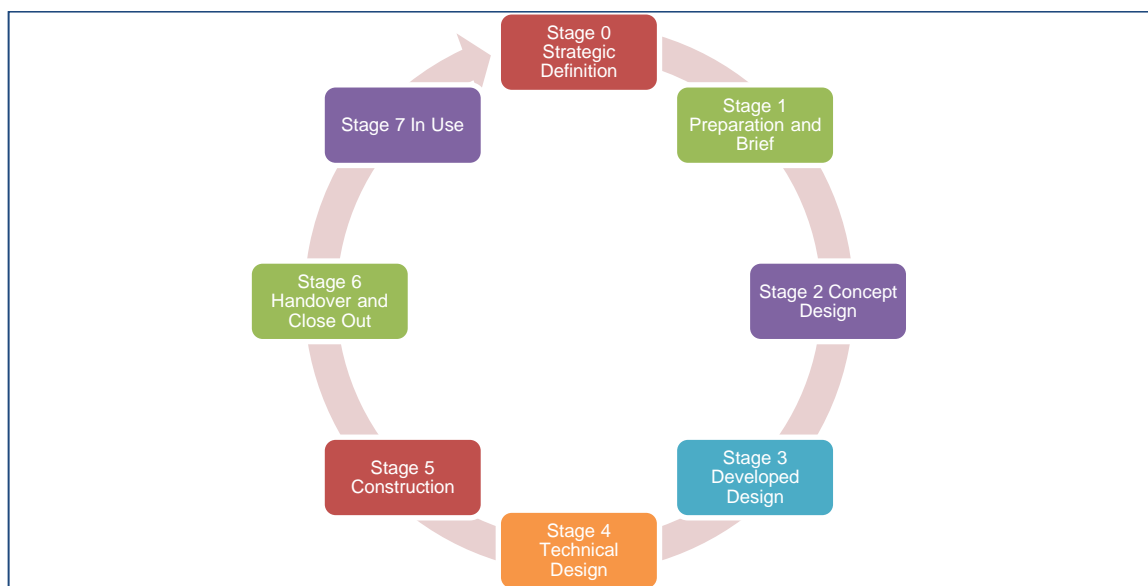 Stage 0
Strategic
Definition
Stage 1
Preparation and
Brief
Stage 2 Concept
Design
Stage 3
Developed
Design
Stage 4
Technical
Design
Stage 5
Construction
Stage 6
Handover and
Close Out
Stage 7 In Use